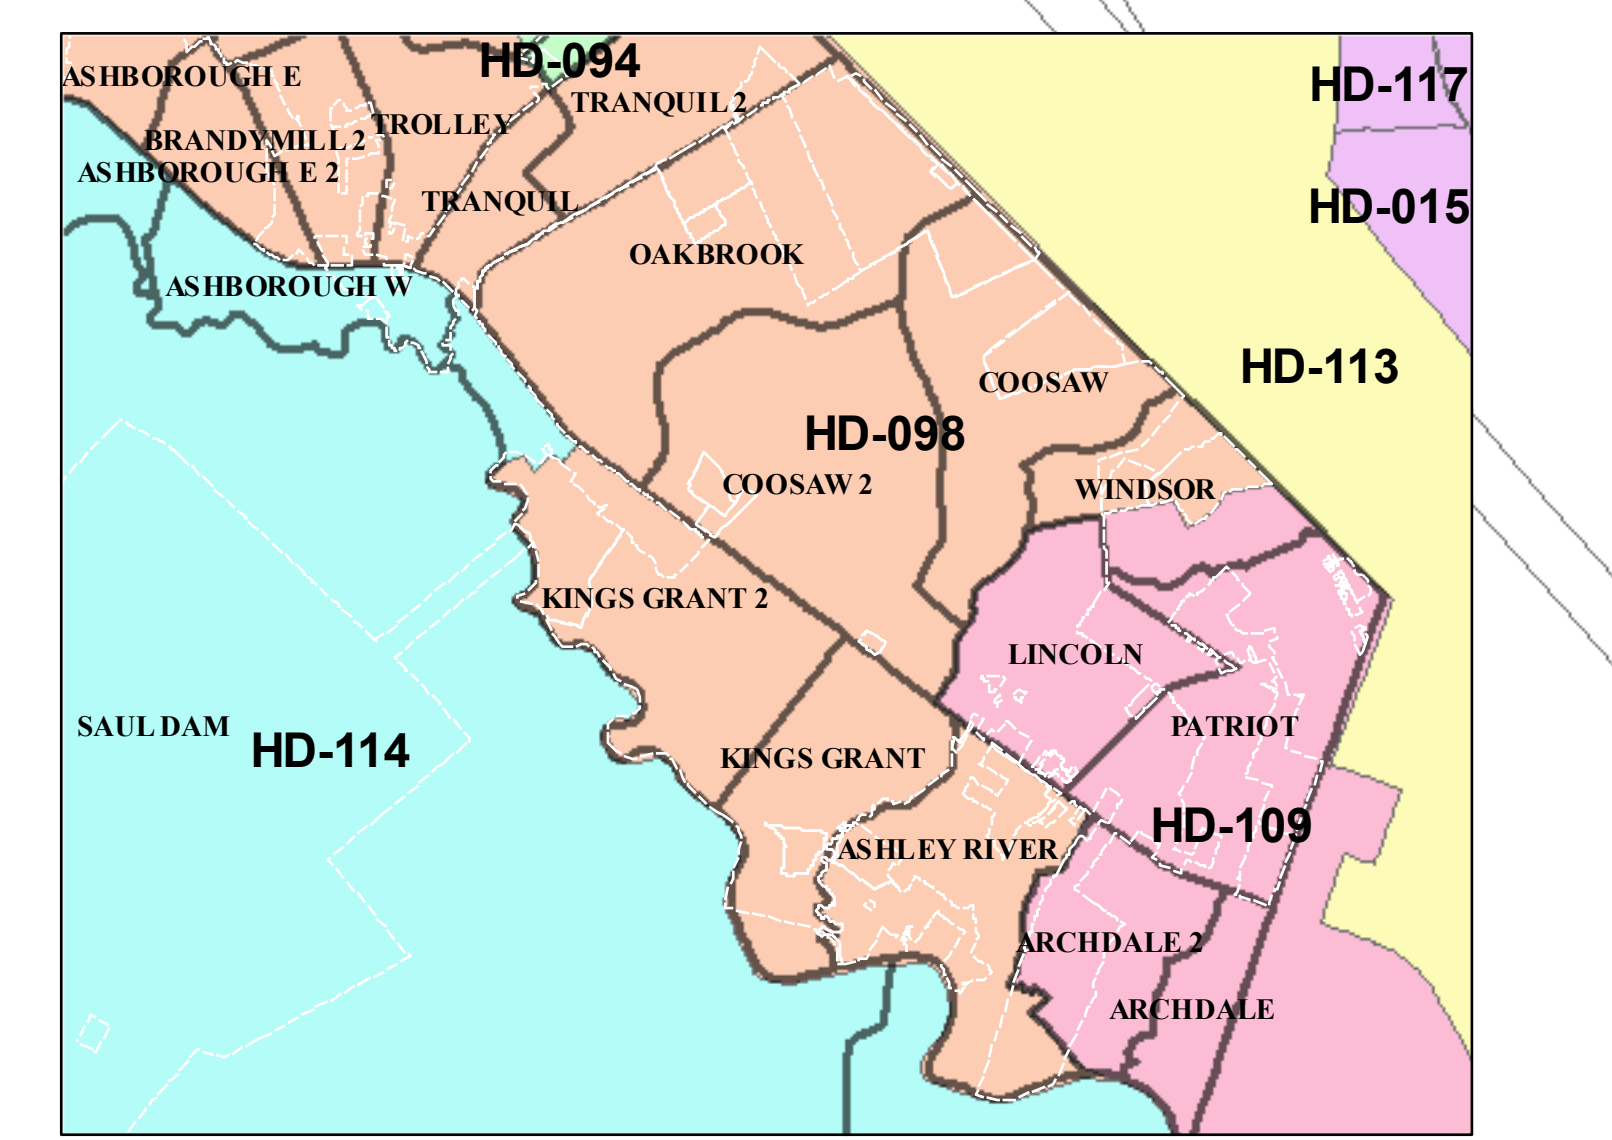 HD-094
ASHBOROUGH E
HD-117
TRANQUIL 2
TROLLEY
BRANDYMILL 2
ASHBOROUGH E 2
TRANQUIL
HD-015
OAKBROOK
ASHBOROUGH W
HD-113
COOSAW
HD-098
COOSAW 2
WINDSOR
KINGS GRANT 2
LINCOLN
SAUL DAM
HD-114
PATRIOT
KINGS GRANT
HD-109
ASHLEY RIVER
ARCHDALE 2
ARCHDALE